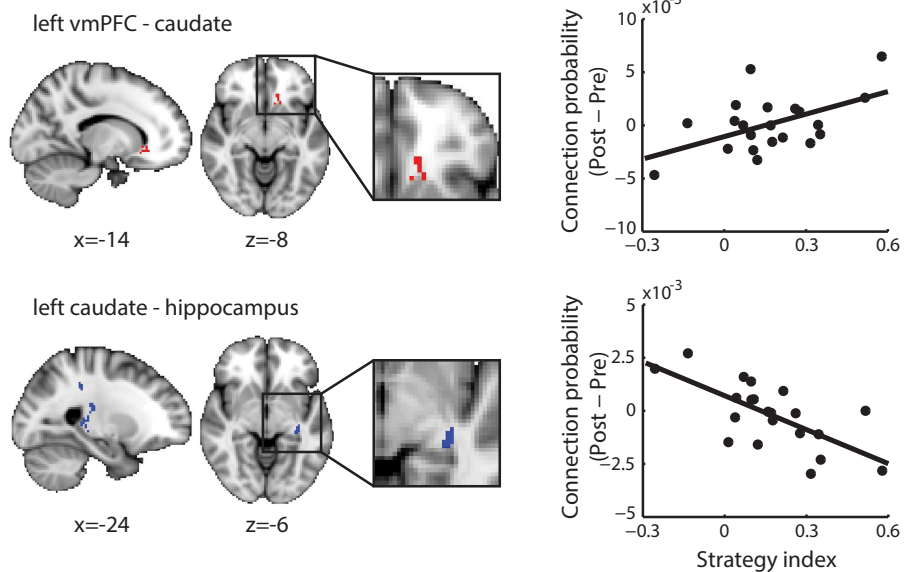 left vmPFC - caudate
x=-14
z=-8
Connection probability
(Post – Pre)
x10⁻³
10
5
0
−5
−10
−0.3
0
0.3
0.6
left caudate - hippocampus
x=-24
z=-6
Connection probability
(Post – Pre)
x10⁻³
5
2.5
0
−2.5
−5
−0.3
0
0.3
0.6
Strategy index